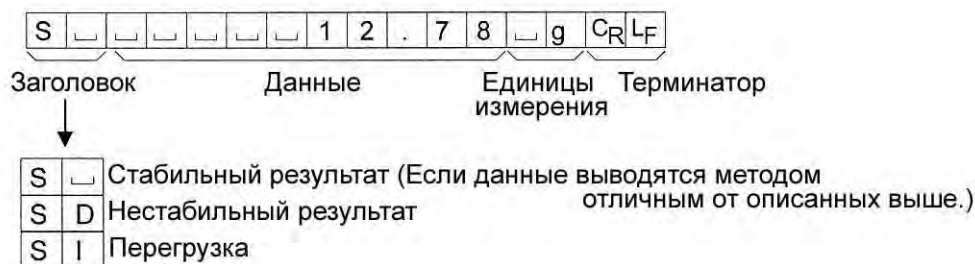 S ␣ ␣ ␣ ␣ ␣ ␣ 1 2 . 7 8 ␣ g CR LF
Заголовок Данные Единицы измерения Терминатор
S ␣ Стабильный результат (Если данные выводятся методом
отличным от описанных выше.)
S D Нестабильный результат
S I Перегрузка